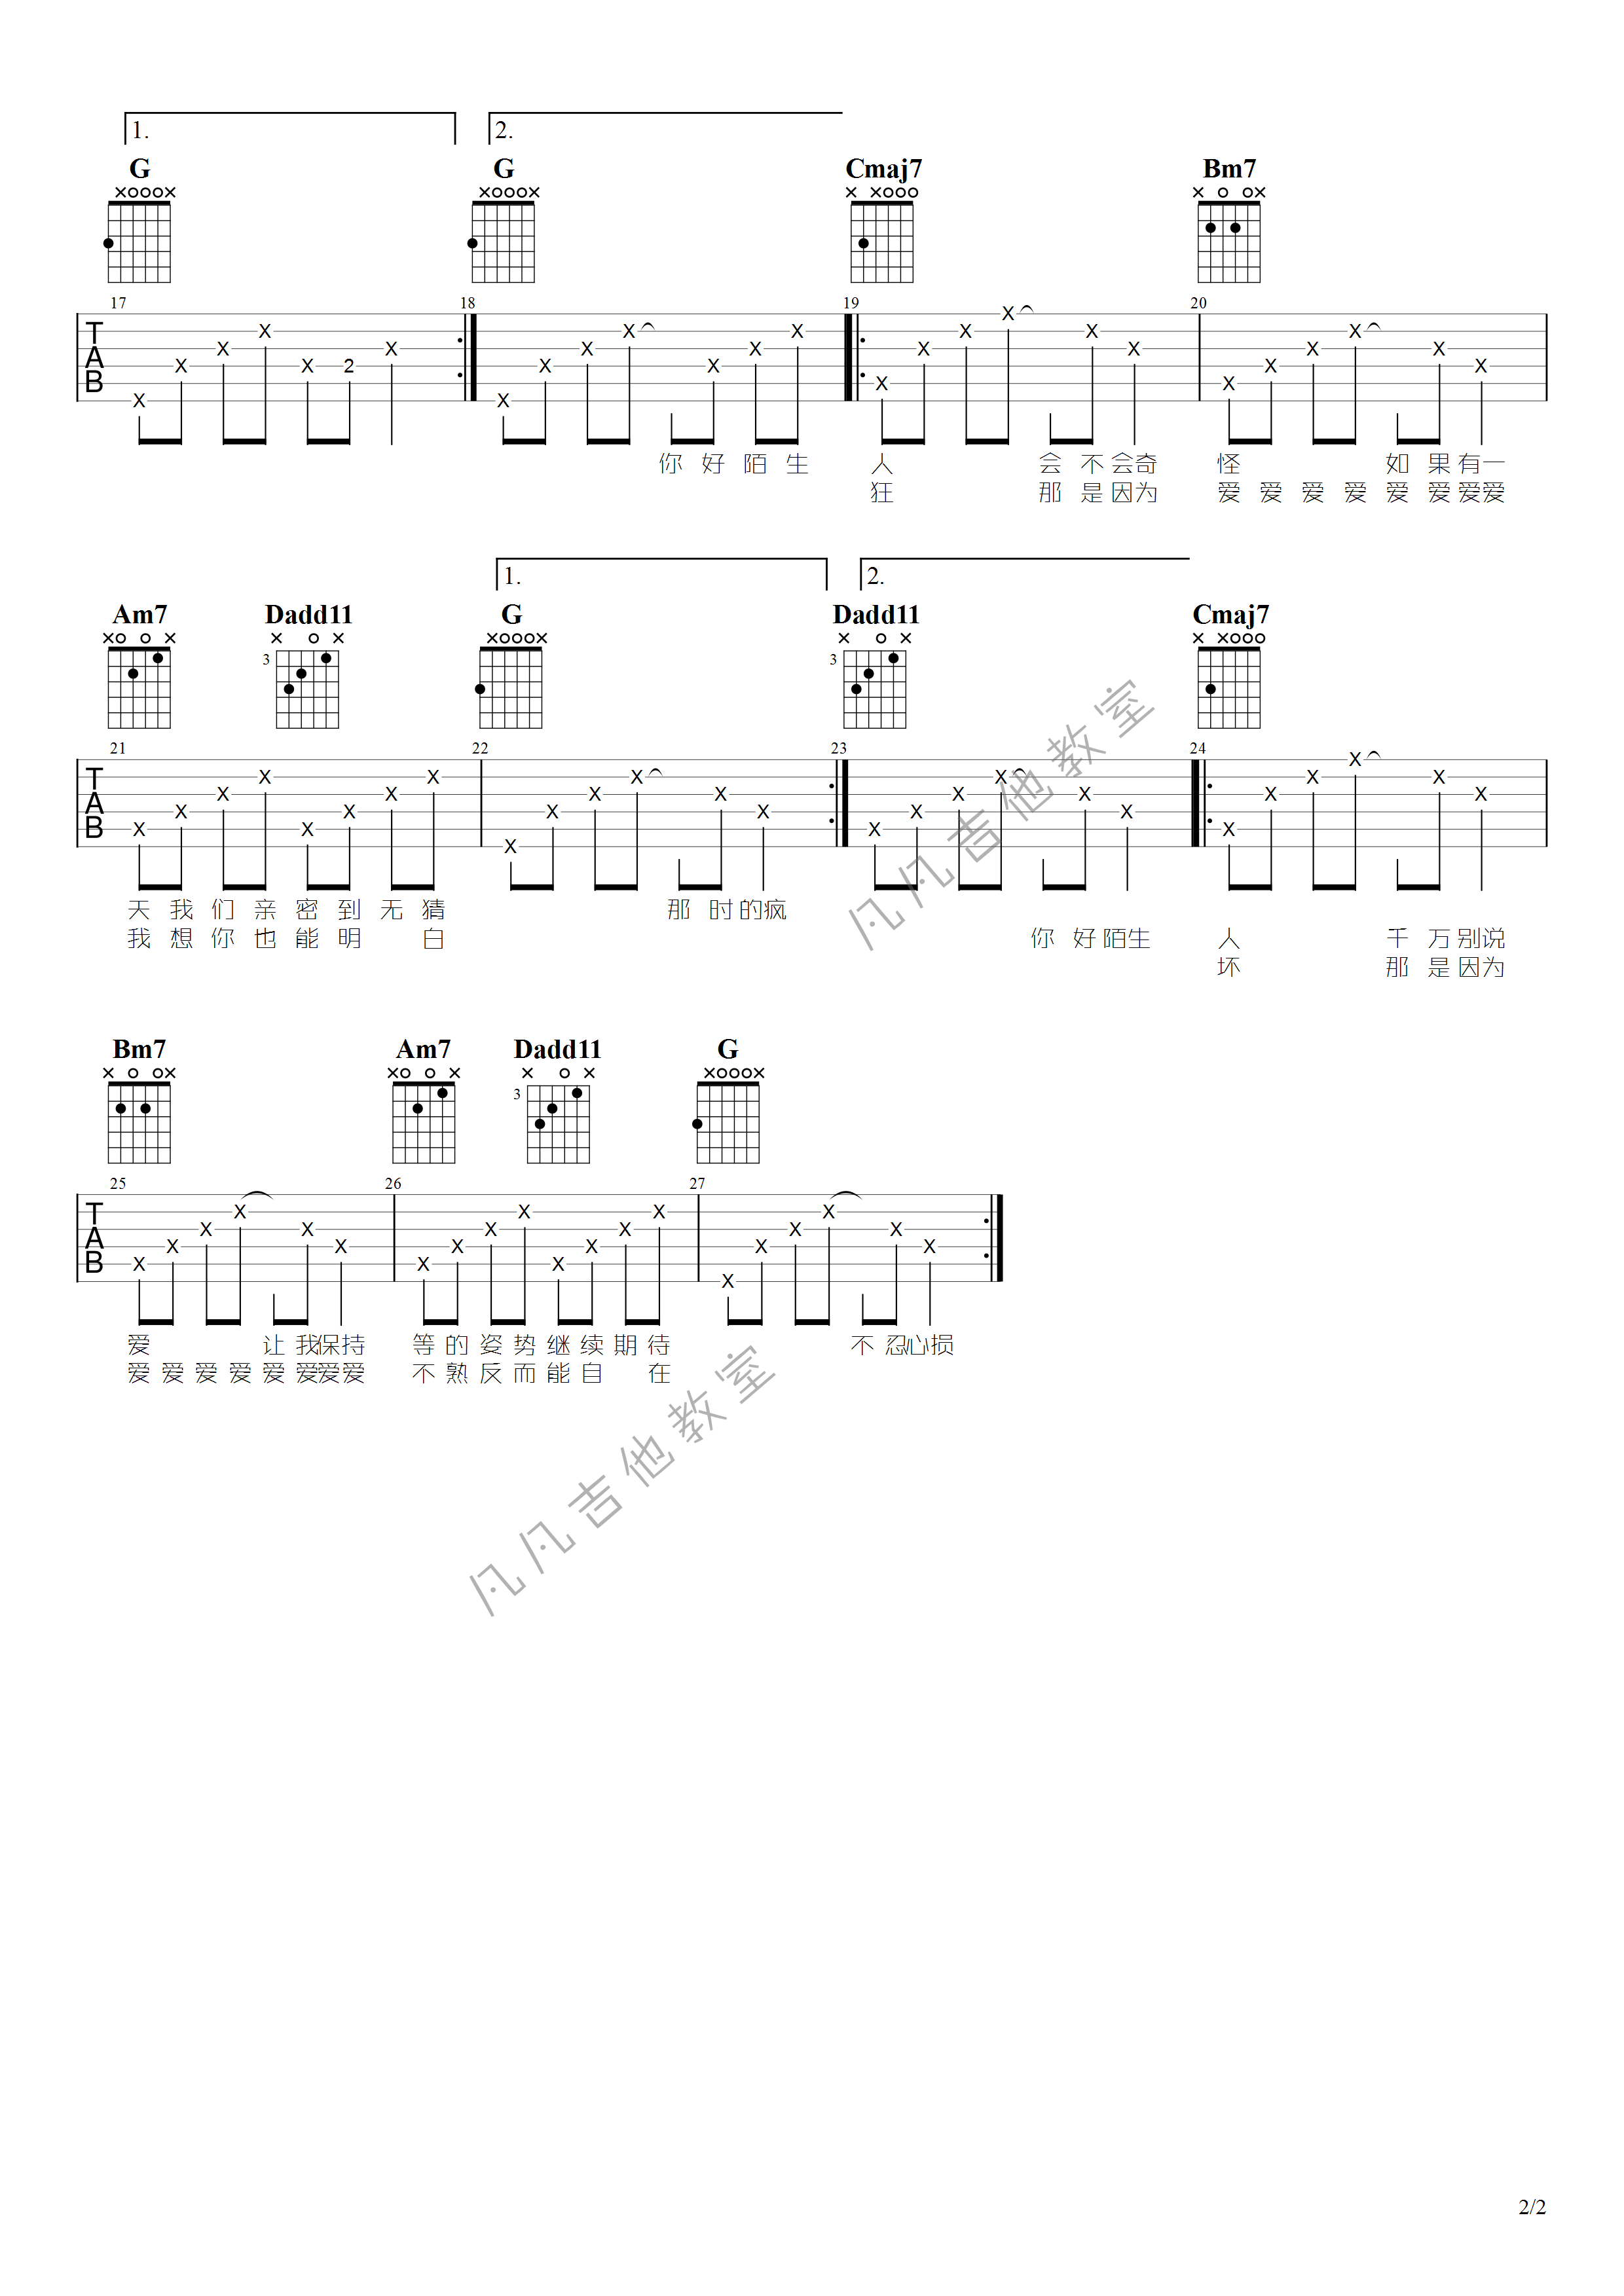 1. 2.
G G Cmaj7 Bm7
17 18 19 20
T A B X X X X X 2 X X X X X X X X X X X X X X X X X X X
你好陌生 人 会不会奇 怪 如果有一
狂 那是因为 爱爱爱爱爱爱爱爱
1. 2.
Am7 Dadd11 G Dadd11 Cmaj7
3 3
21 22 23 24
T A B X X X X X X X X X X X X X X X X X X X X X X X X X X
天我们亲密到无猜 那时的疯
我想你也能明白 你好陌生 人 千万别说
坏 那是因为
Bm7 Am7 Dadd11 G
3
25 26 27
T A B X X X X X X X X X X X X X X X X X X X X
爱 让我保持 等的姿势继续期待 不忍心损
爱爱爱爱爱爱爱爱 不熟反而能自在
凡凡吉他教室
凡凡吉他教室
2/2